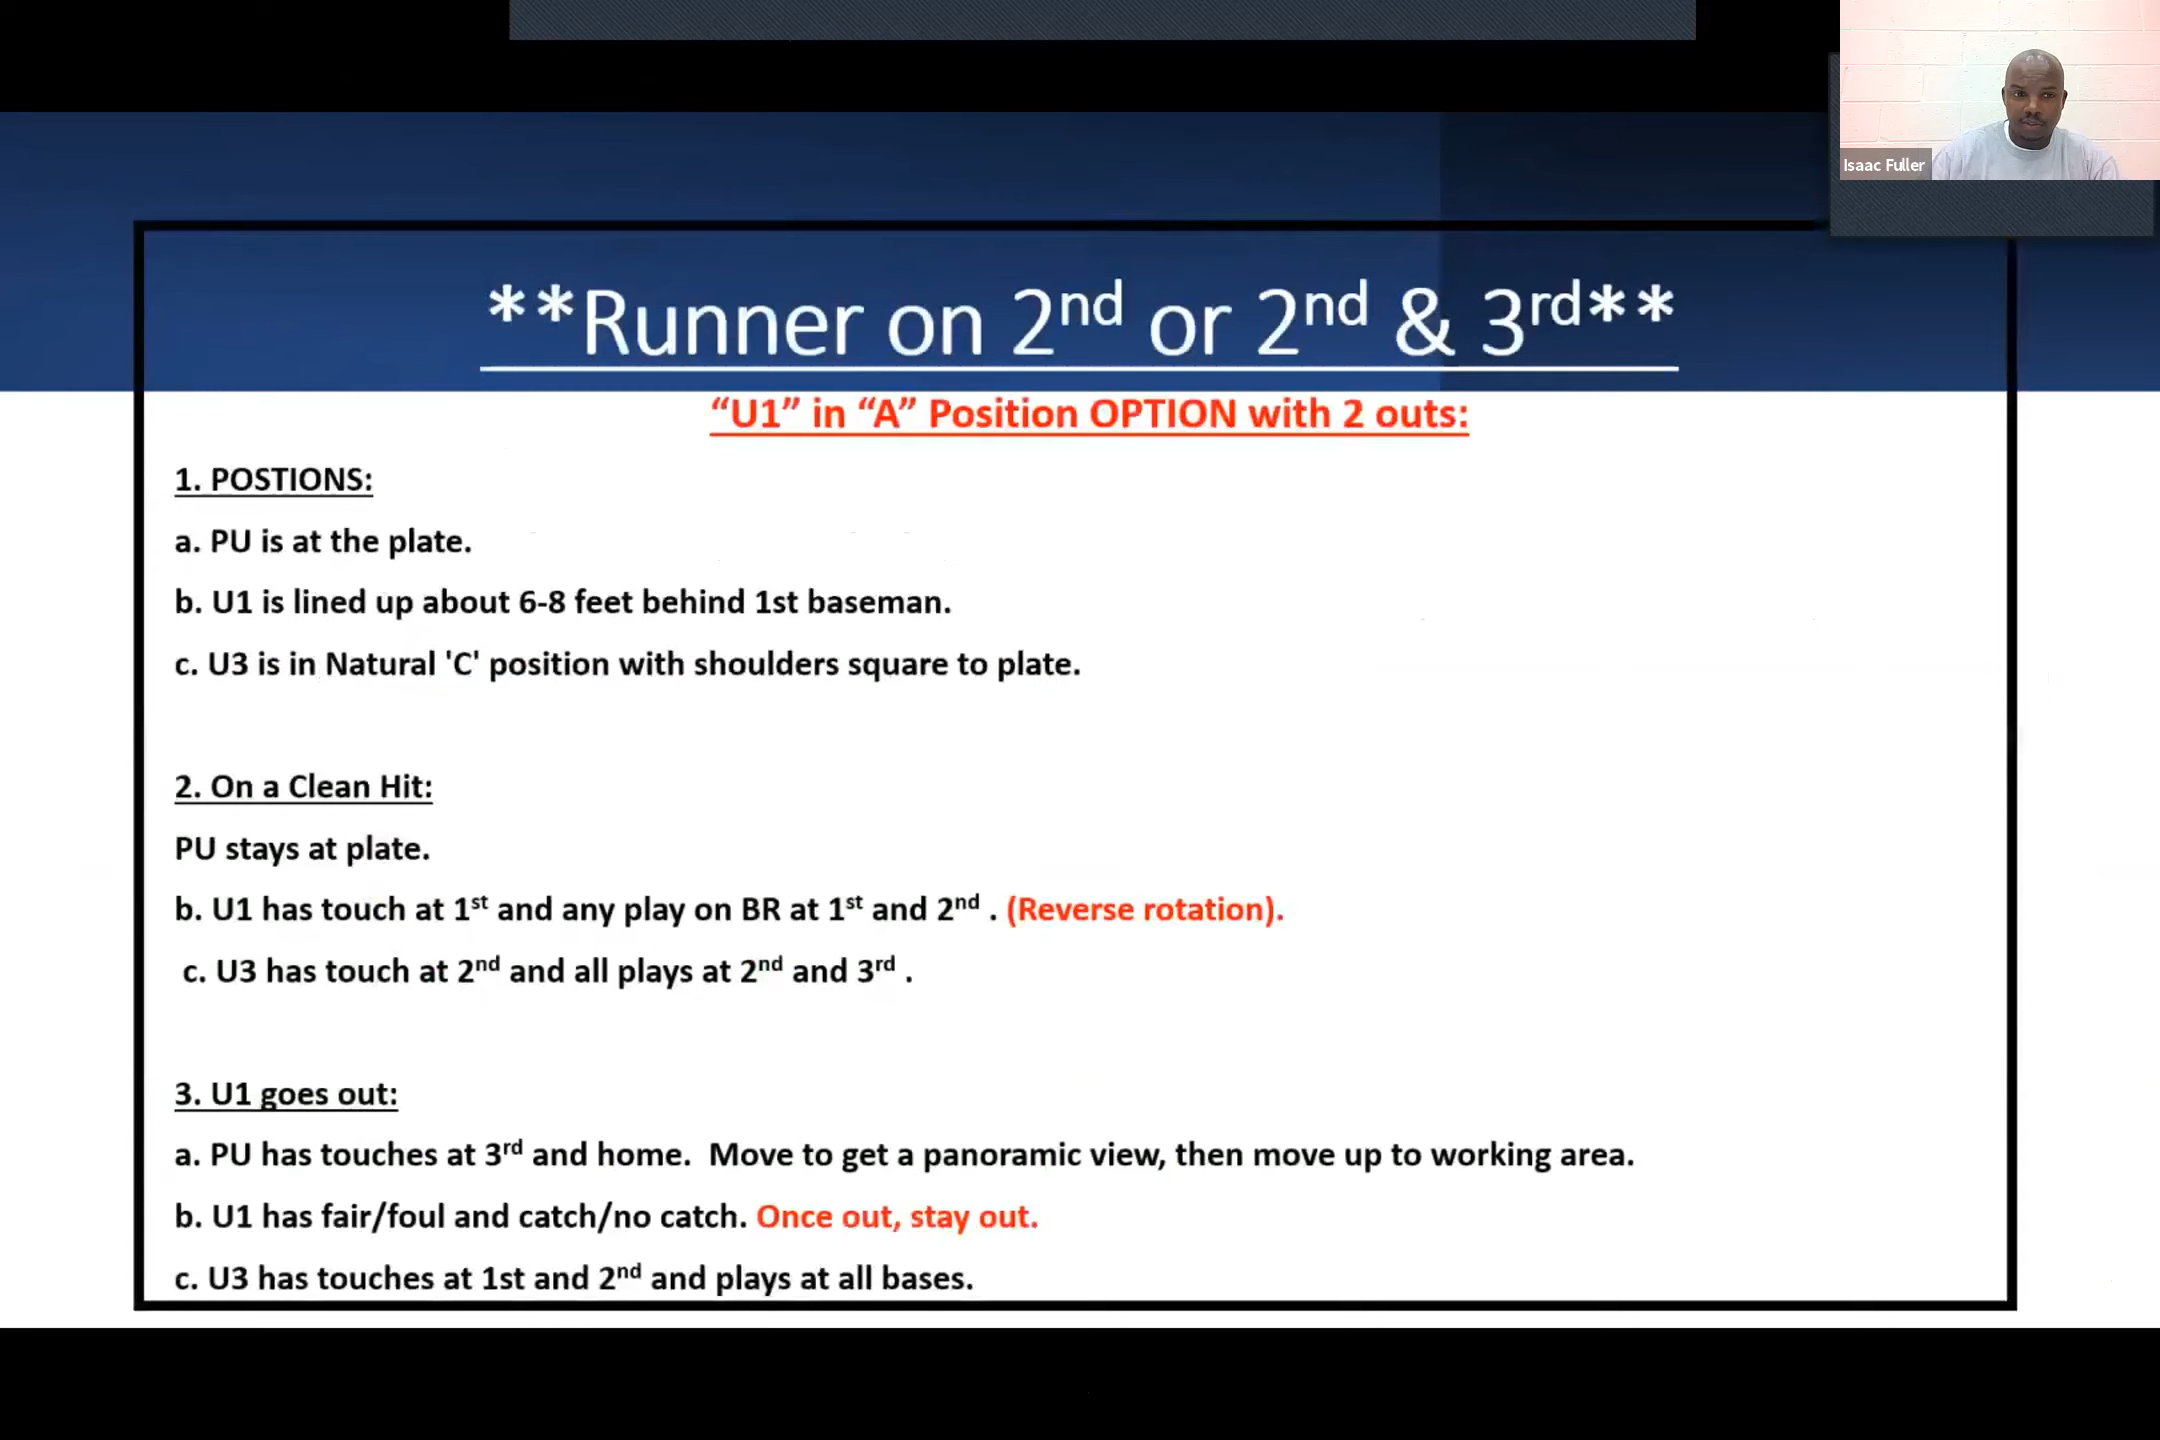 Isaac Fuller
**Runner on 2nd or 2nd & 3rd**
“U1” in “A” Position OPTION with 2 outs:
1. POSTIONS:
a. PU is at the plate.
b. U1 is lined up about 6-8 feet behind 1st baseman.
c. U3 is in Natural 'C' position with shoulders square to plate.
2. On a Clean Hit:
PU stays at plate.
b. U1 has touch at 1st and any play on BR at 1st and 2nd . (Reverse rotation).
c. U3 has touch at 2nd and all plays at 2nd and 3rd .
3. U1 goes out:
a. PU has touches at 3rd and home.  Move to get a panoramic view, then move up to working area.
b. U1 has fair/foul and catch/no catch. Once out, stay out.
c. U3 has touches at 1st and 2nd and plays at all bases.